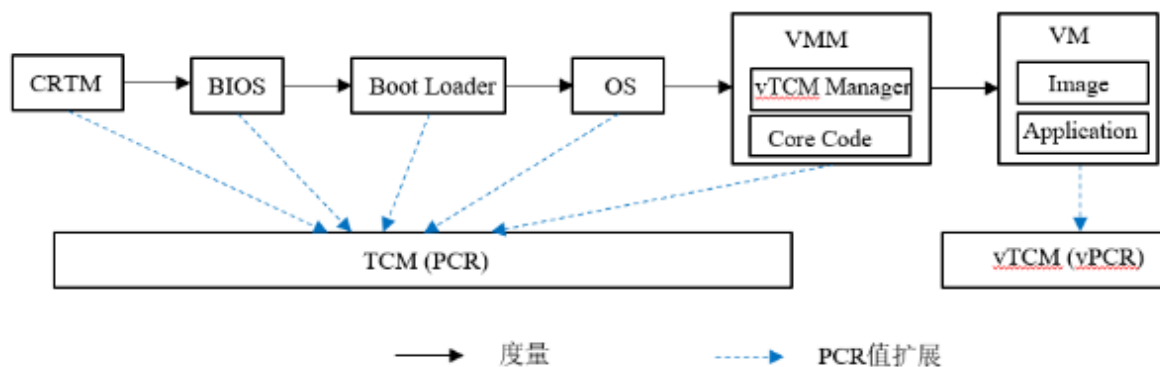 VMM
VM
CRTM
BIOS
Boot Loader
OS
vTCM Manager
Image
Core Code
Application
TCM (PCR)
vTCM (vPCR)
度量
PCR值扩展